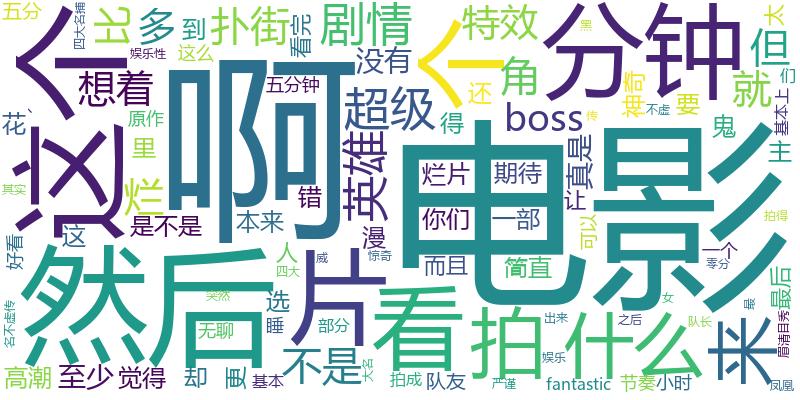 五分
四大名捕
这个
比
多
到
扑街
看完
剧情
个
特效
角
分钟
黑
太
但
娱乐性
这么
想着
没有
五分钟
啊
超级
还
神奇
要
就
基本上
们
花
原作
里
烂
错
英雄
得
boss
真是
让
传
不虚
鬼
主
电影
其实
是不是
本来
漫
烂片
期待
你们
一部
可以
拍得
好看
这
人
四大
威
惊奇
而且
简直
一个
零分
最后
名不虚传
然后
突然
无聊
选
睡
片
部分
看
拍
什么
出来
娱乐
之后
女
队长
最
来
眉清目秀
高潮
至少
觉得
却
更
基本
不是
大名
拍成
队友
严谨
fantastic
节奏
小时
凤凰